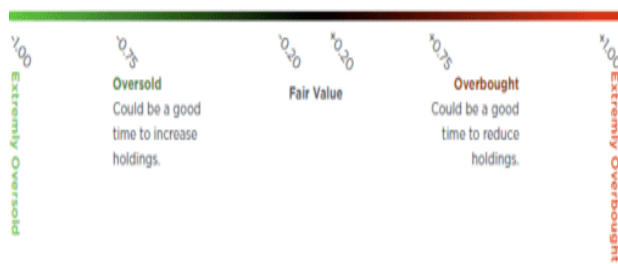 -1.00
-0.75
-0.20
+0.20
+0.75
+1.00
Extremly Oversold
Oversold
Could be a good
time to increase
holdings.
Fair Value
Overbought
Could be a good
time to reduce
holdings.
Extremly Overbought